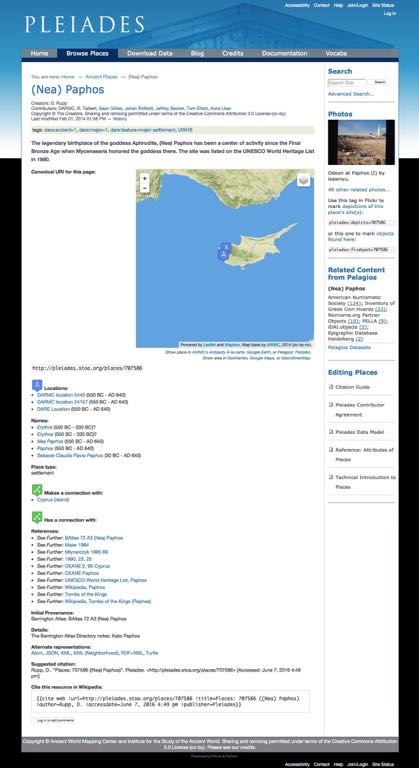 Accessibility Contact Help Join/Login Site Status
Log in
PLEIADES
Home Browse Places Download Data Blog Credits Documentation Vocabs
You are here: Home → Ancient Places → (Nea) Paphos
(Nea) Paphos
Creators: D. Rupp
Contributors: DARMC, R. Talbert, Sean Gillies, Johan Åhlfeldt, Jeffrey Becker, Tom Elliott, Anne User
Copyright © The Creators. Sharing and remixing permitted under terms of the Creative Commons Attribution 3.0 License (cc-by).
Last modified Feb 01, 2014 01:58 PM — History
tags: dare:ancient=1, dare:major=1, dare:feature=major settlement, UWHS
The legendary birthplace of the goddess Aphrodite, (Nea) Paphos has been a center of activity since the Final
Bronze Age when Mycenaeans honored the goddess there. The site was listed on the UNESCO World Heritage List
in 1980.
Canonical URI for this page:
+
-
Powered by Leaflet and Mapbox. Map base by AWMC, 2014 (cc-by-nc).
Show place in AWMC's Antiquity À-la-carte, Google Earth, or Pelagios' Peripleo.
Show area in GeoNames, Google Maps, or OpenStreetMap.
http://pleiades.stoa.org/places/707586
Locations:
DARMC location 5443 (550 BC - AD 640)
DARMC location 24157 (550 BC - AD 640)
DARE Location (550 BC - AD 640)
Names:
Erythrai (550 BC - 330 BC)?
Nea Paphos (550 BC - AD 640)
Paphos (550 BC - AD 640)
Sebaste Claudia Flavia Paphos (30 BC - AD 640)
Place type:
settlement
Makes a connection with:
Cyprus (island)
Has a connection with:
References:
See Further: BAtlas 72 A3 (Nea) Paphos
See Further: Maier 1984
See Further: Młynarczyk 1985 69
See Further: 1990, 23, 25
See Further: OEANE 2, 90 Cyprus
See Further: OEANE Paphos
See Further: UNESCO World Heritage List, Paphos
See Further: Wikipedia, Paphos
See Further: Tombs of the Kings
See Further: Wikipedia, Tombs of the Kings (Paphos)
Initial Provenance:
Barrington Atlas: BAtlas 72 A3 (Nea) Paphos
Details:
The Barrington Atlas Directory notes: Kato Paphos
Alternate representations:
Atom, JSON, KML, KML (Neighborhood), RDF+XML, Turtle
Suggested citation:
Rupp, D.. "Places: 707586 ((Nea) Paphos)". Pleiades. <http://pleiades.stoa.org/places/707586> [Accessed: June 7, 2016 4:49
pm]
Cite this resource in Wikipedia:
{{cite web |url=http://pleiades.stoa.org/places/707586 |title=Places: 707586 ((Nea) Paphos)
|author=Rupp, D. |accessdate=June 7, 2016 4:49 pm |publisher=Pleiades}}
Log in to add comments
Search
Search Site
Search
Advanced Search…
Photos
Odeon at Paphos (I) by
isawnyu.
46 other related photos...
Use this tag in Flickr to
mark depictions of this
place's site(s):
pleiades:depicts=707586
or this one to mark objects
found here:
pleiades:findspot=707586
Related Content
from Pelagios
(Nea) Paphos
American Numismatic
Society (124); Inventory of
Greek Coin Hoards (22);
Nomisma.org Partner
Objects (10); PELLA (9);
iDAI.objects (3);
Epigraphic Database
Heidelberg (2)
Pelagios Datasets
Editing Places
Citation Guide
Pleiades Contributor
Agreement
Pleiades Data Model
Reference: Attributes of
Places
Technical Introduction to
Places
Copyright © Ancient World Mapping Center and Institute for the Study of the Ancient World. Sharing and remixing permitted under terms of the Creative Commons Attribution
3.0 License (cc-by). Please see our credits.
Powered by Plone & Python
Accessibility Contact Help Join/Login Site Status